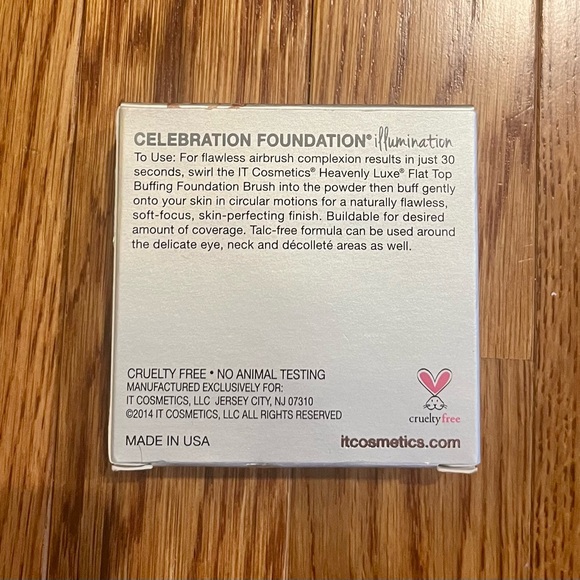 CELEBRATION FOUNDATION® illumination
To Use: For flawless airbrush complexion results in just 30
seconds, swirl the IT Cosmetics® Heavenly Luxe® Flat Top
Buffing Foundation Brush into the powder then buff gently
onto your skin in circular motions for a naturally flawless,
soft-focus, skin-perfecting finish. Buildable for desired
amount of coverage. Talc-free formula can be used around
the delicate eye, neck and décolleté areas as well.
CRUELTY FREE • NO ANIMAL TESTING
MANUFACTURED EXCLUSIVELY FOR:
IT COSMETICS, LLC JERSEY CITY, NJ 07310
©2014 IT COSMETICS, LLC ALL RIGHTS RESERVED
crueltyfree
MADE IN USA
itcosmetics.com